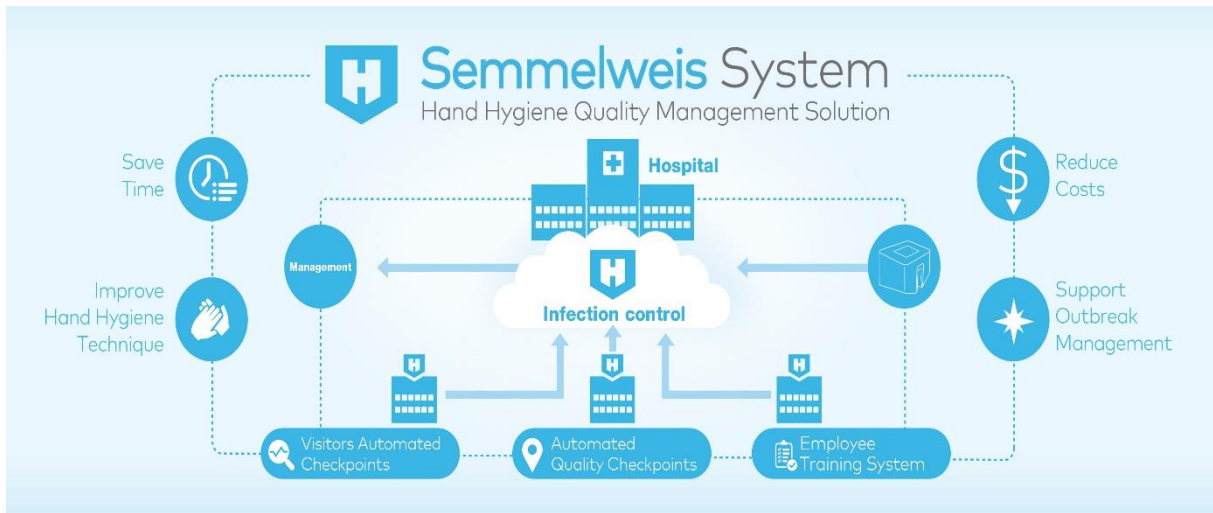 H
Semmelweis System
Hand Hygiene Quality Management Solution
Save
Time
Hospital
Reduce
Costs
Management
H
Infection control
Improve
Hand Hygiene
Technique
Support
Outbreak
Management
H
H
H
Visitors Automated
Checkpoints
Automated
Quality Checkpoints
Employee
Training System